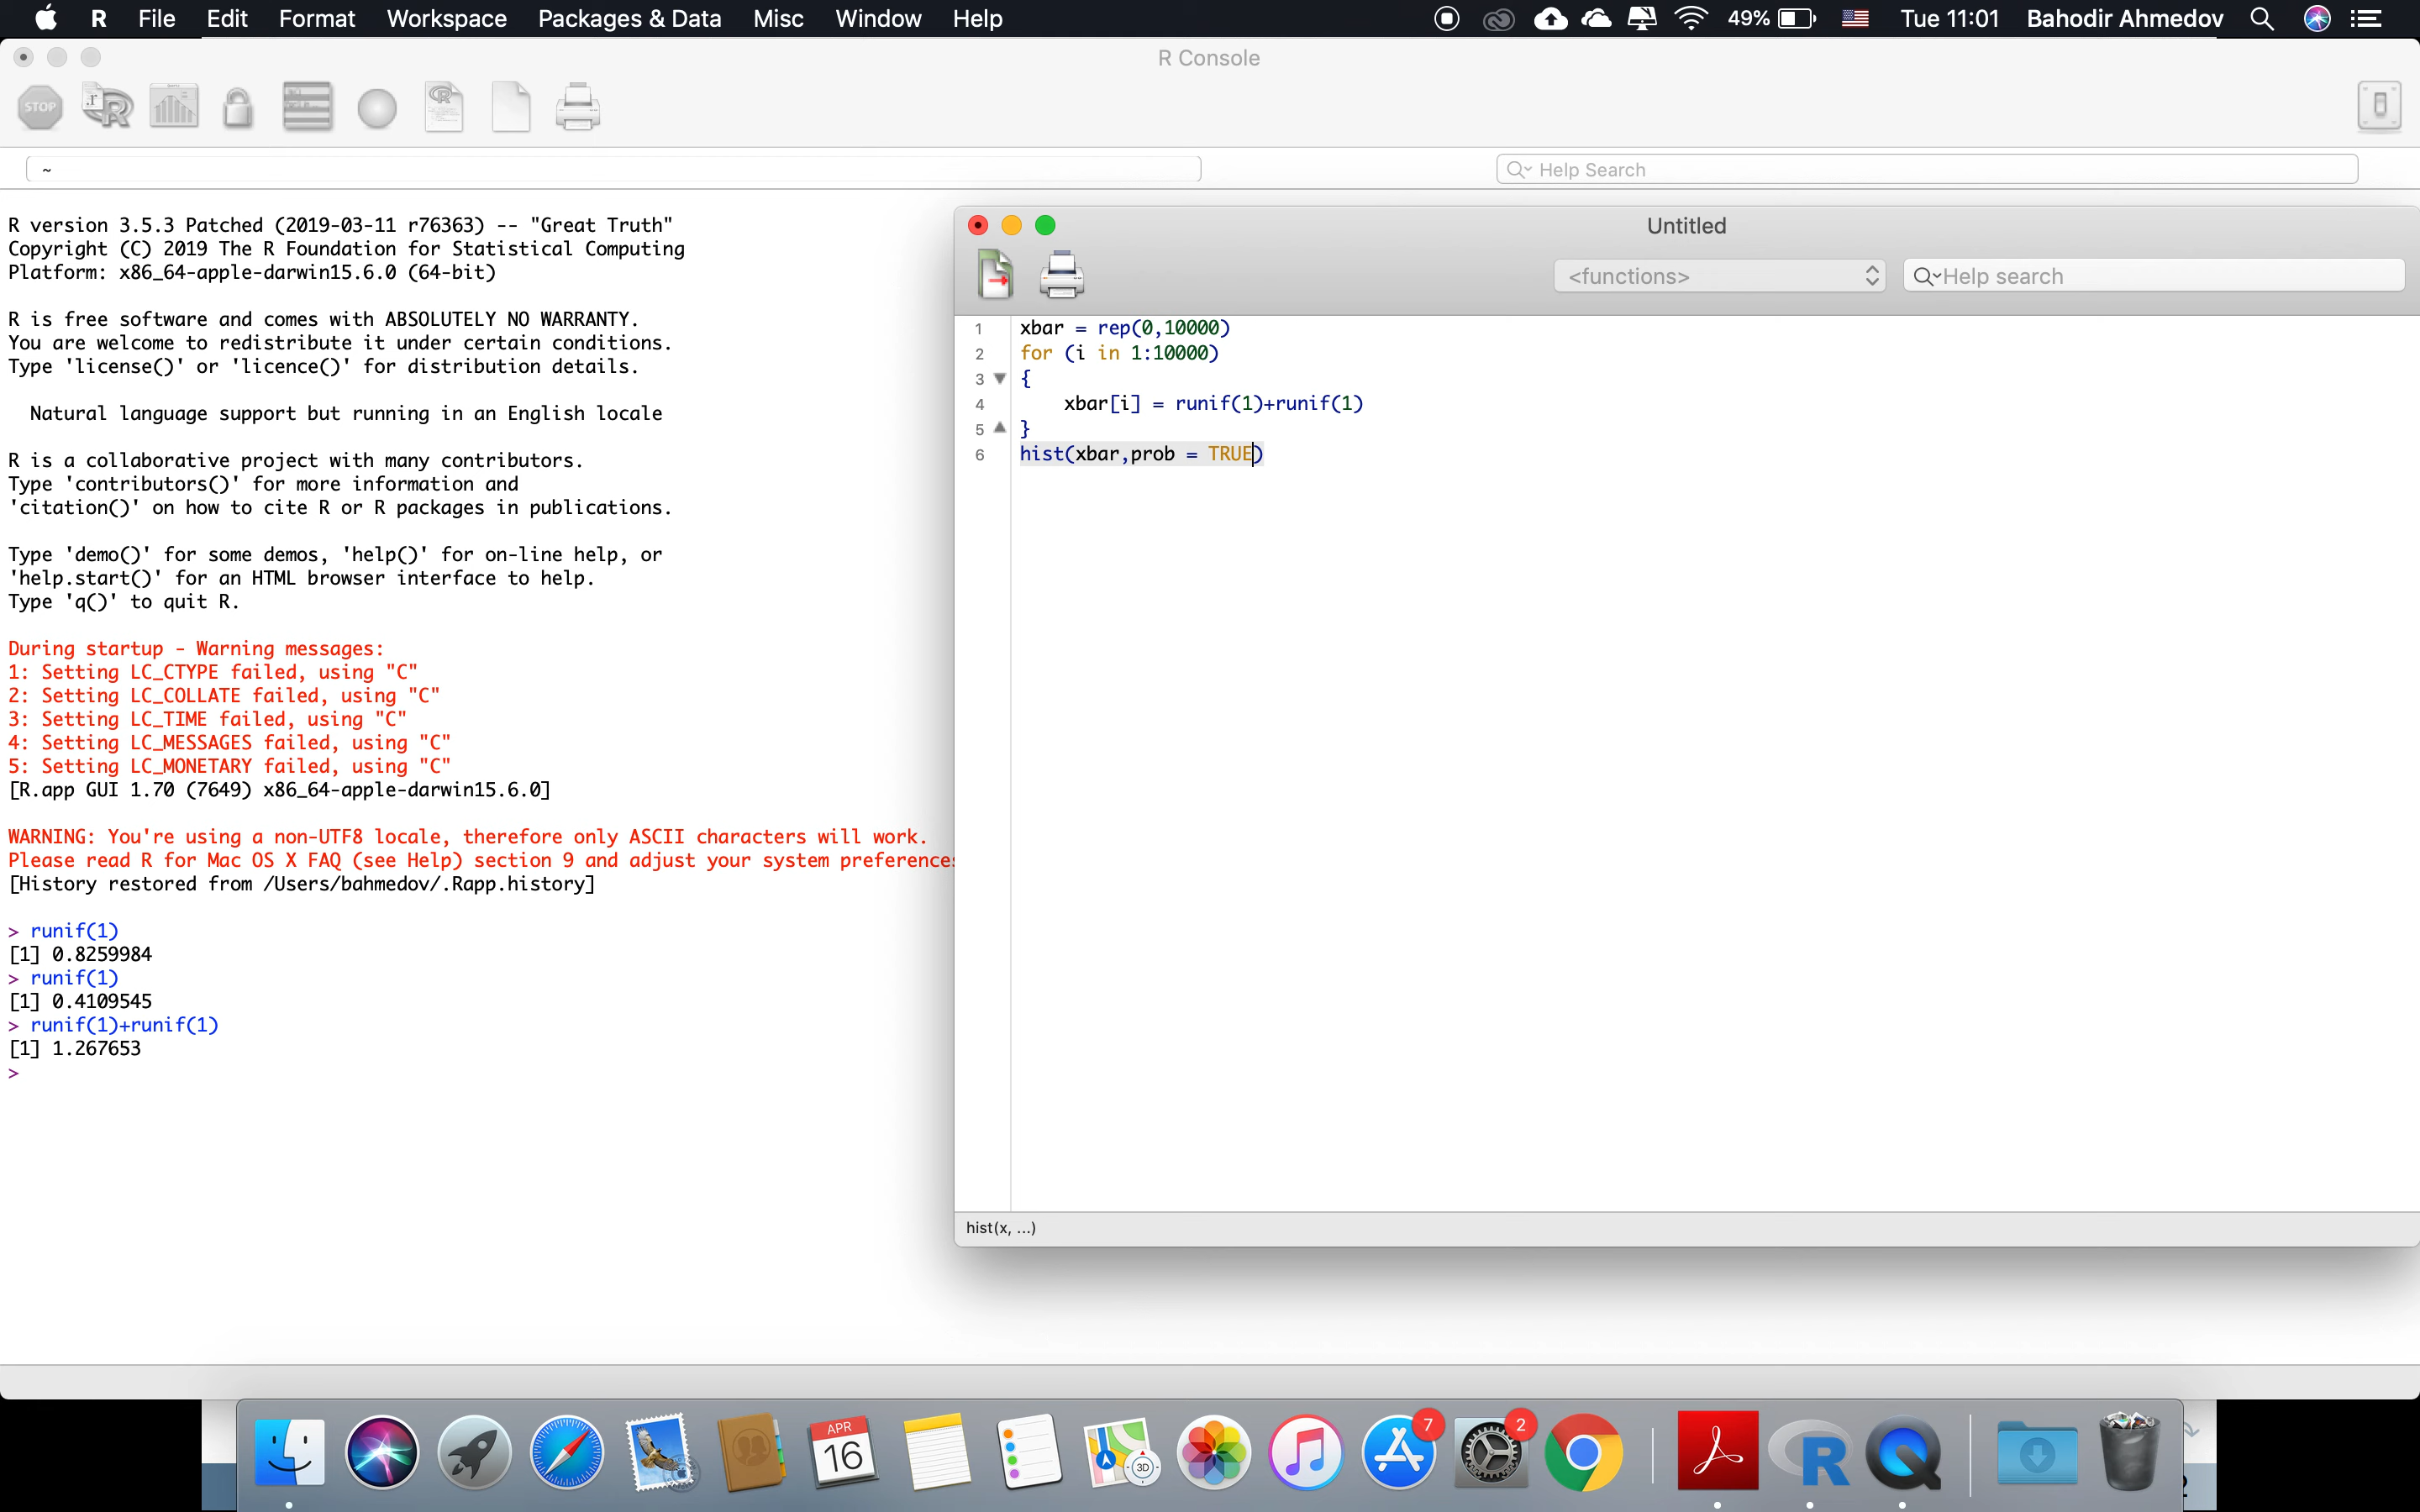 R File Edit Format Workspace Packages & Data Misc Window Help 49% Tue 11:01 Bahodir Ahmedov
R Console
STOP
~
Help Search
R version 3.5.3 Patched (2019-03-11 r76363) -- "Great Truth"
Copyright (C) 2019 The R Foundation for Statistical Computing
Platform: x86_64-apple-darwin15.6.0 (64-bit)
R is free software and comes with ABSOLUTELY NO WARRANTY.
You are welcome to redistribute it under certain conditions.
Type 'license()' or 'licence()' for distribution details.
Natural language support but running in an English locale
R is a collaborative project with many contributors.
Type 'contributors()' for more information and
'citation()' on how to cite R or R packages in publications.
Type 'demo()' for some demos, 'help()' for on-line help, or
'help.start()' for an HTML browser interface to help.
Type 'q()' to quit R.
During startup - Warning messages:
1: Setting LC_CTYPE failed, using "C"
2: Setting LC_COLLATE failed, using "C"
3: Setting LC_TIME failed, using "C"
4: Setting LC_MESSAGES failed, using "C"
5: Setting LC_MONETARY failed, using "C"
[R.app GUI 1.70 (7649) x86_64-apple-darwin15.6.0]
WARNING: You're using a non-UTF8 locale, therefore only ASCII characters will work.
Please read R for Mac OS X FAQ (see Help) section 9 and adjust your system preferences
[History restored from /Users/bahmedov/.Rapp.history]
> runif(1)
[1] 0.8259984
> runif(1)
[1] 0.4109545
> runif(1)+runif(1)
[1] 1.267653
>
Untitled
<functions>
Help search
1 xbar = rep(0,10000)
2 for (i in 1:10000)
3 {
4 xbar[i] = runif(1)+runif(1)
5 }
6 hist(xbar,prob = TRUE)
hist(x, ...)
APR
16
3D
7
2
R